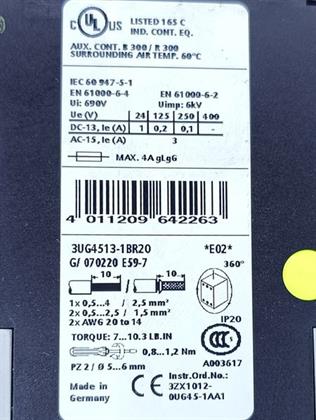 c UL US LISTED 165 C
IND. CONT. EQ.
AUX. CONT. B 300 / R 300
SURROUNDING AIR TEMP. 60°C
IEC 60 947-5-1
EN 61000-6-4 EN 61000-6-2
Ui: 690V Uimp: 6kV
Ue (V) 24 125 250 400
DC-13, Ie (A) 1 0,2 0,1 -
AC-15, Ie (A) 3
MAX. 4A gLgG
4 011209 642263
3UG4513-1BR20 *E02*
G/ 070220 E59-7 360°
10 10
1x 0,5...4 / 2,5 mm²
2x 0,5...2,5 / 1,5 mm²
2x AWG 20 to 14 IP20
TORQUE: 7...10.3 LB.IN
0,8...1,2 Nm CCC
PZ 2 / Ø 5...6mm A003617
Made in CE Instr.Ord.No.:
Germany 3ZX1012-
0UG45-1AA1